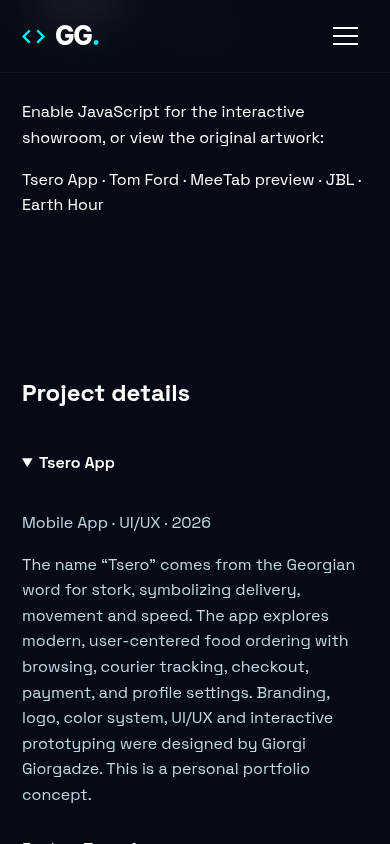 <> GG.
Enable JavaScript for the interactive
showroom, or view the original artwork:
Tsero App · Tom Ford · MeeTab preview · JBL ·
Earth Hour
Project details
▼ Tsero App
Mobile App · UI/UX · 2026
The name “Tsero” comes from the Georgian
word for stork, symbolizing delivery,
movement and speed. The app explores
modern, user-centered food ordering with
browsing, courier tracking, checkout,
payment, and profile settings. Branding,
logo, color system, UI/UX and interactive
prototyping were designed by Giorgi
Giorgadze. This is a personal portfolio
concept.